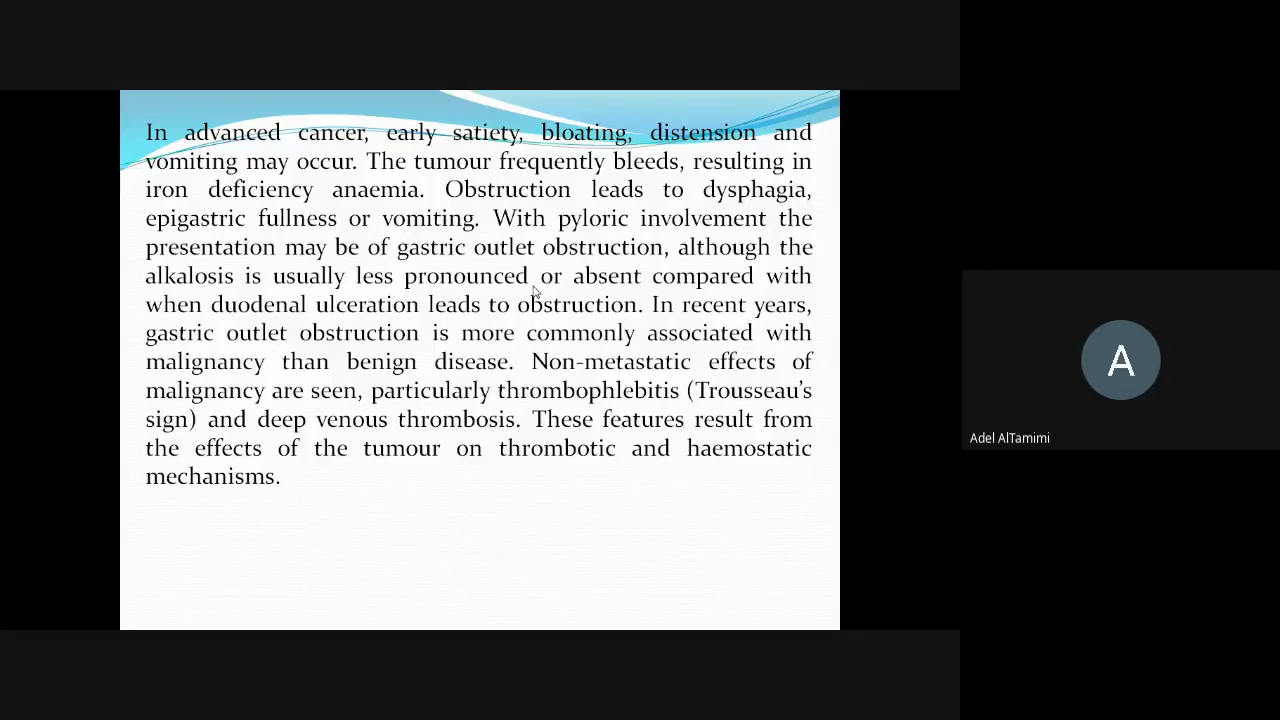 In advanced cancer, early satiety, bloating, distension and
vomiting may occur. The tumour frequently bleeds, resulting in
iron deficiency anaemia. Obstruction leads to dysphagia,
epigastric fullness or vomiting. With pyloric involvement the
presentation may be of gastric outlet obstruction, although the
alkalosis is usually less pronounced or absent compared with
when duodenal ulceration leads to obstruction. In recent years,
gastric outlet obstruction is more commonly associated with
malignancy than benign disease. Non-metastatic effects of
malignancy are seen, particularly thrombophlebitis (Trousseau’s
sign) and deep venous thrombosis. These features result from
the effects of the tumour on thrombotic and haemostatic
mechanisms.
A
Adel AlTamimi